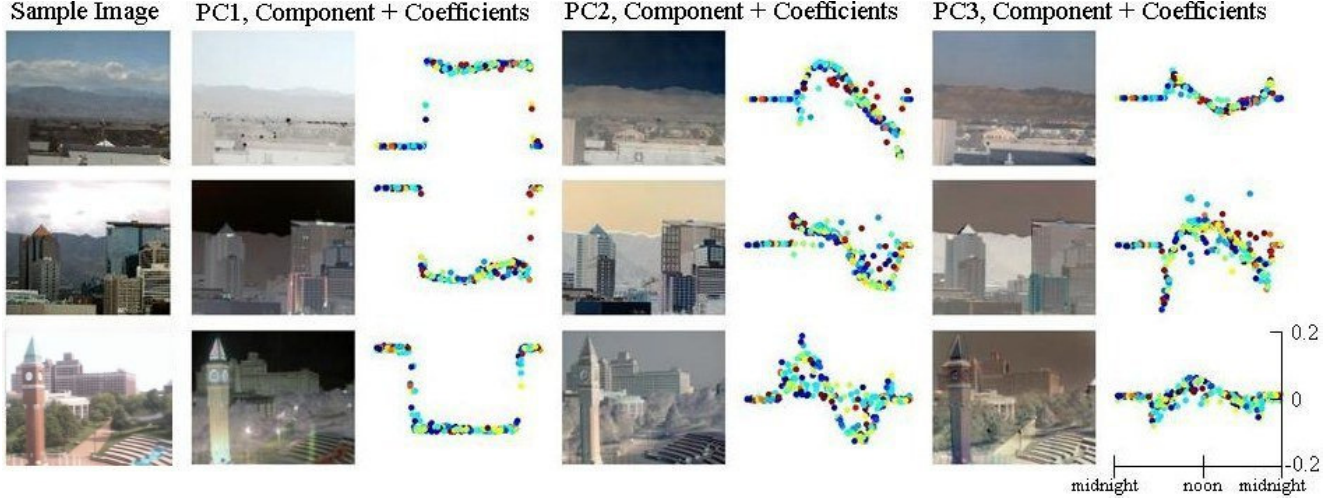 Sample Image
PC1, Component + Coefficients
PC2, Component + Coefficients
PC3, Component + Coefficients
0.2
0
-0.2
midnight
noon
midnight